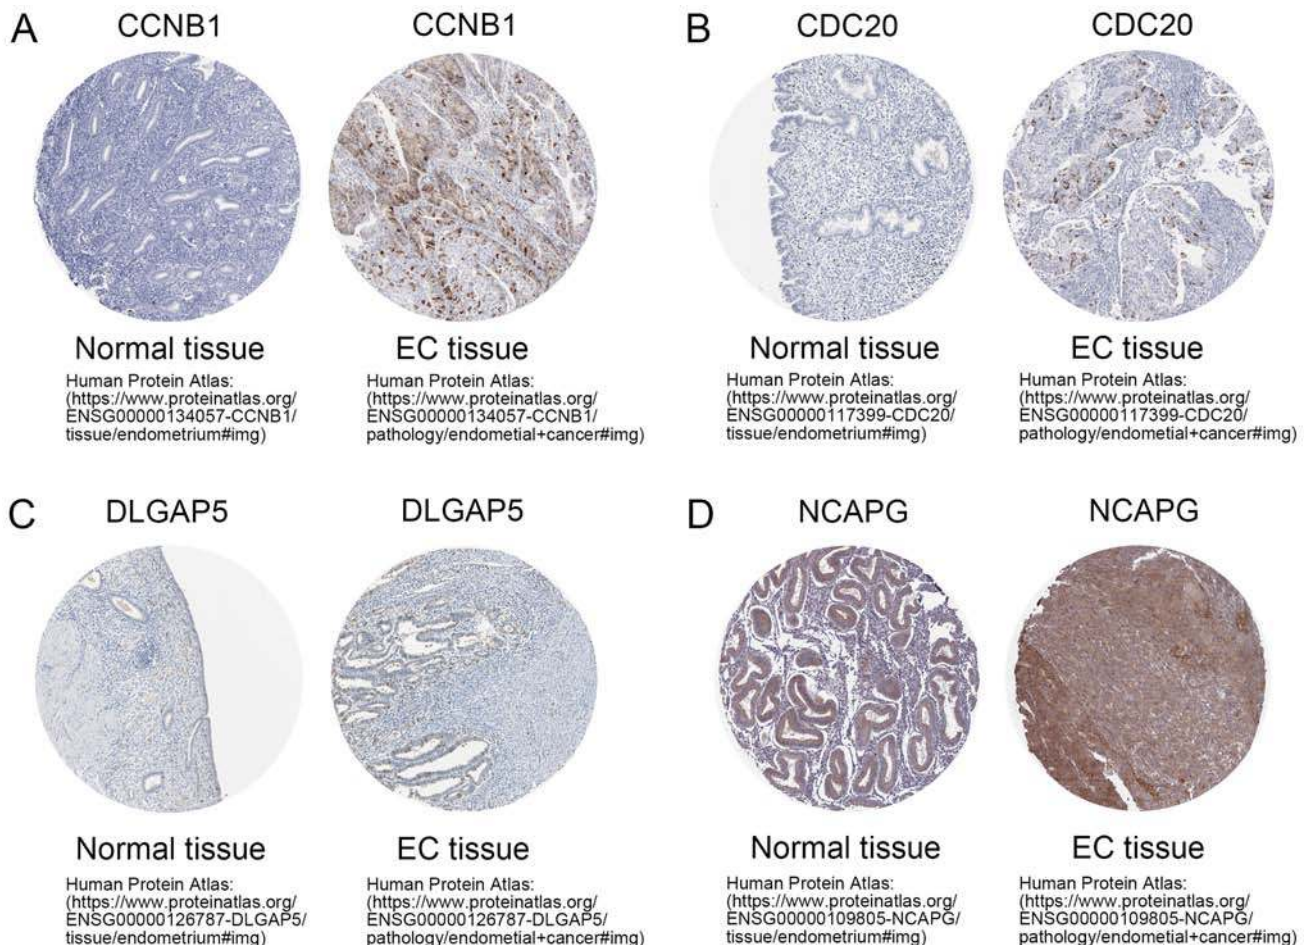 A
CCNB1
CCNB1
B
CDC20
CDC20
Normal tissue
EC tissue
Normal tissue
EC tissue
Human Protein Atlas:
(https://www.proteinatlas.org/
ENSG00000134057-CCNB1/
tissue/endometrium#img)
Human Protein Atlas:
(https://www.proteinatlas.org/
ENSG00000134057-CCNB1/
pathology/endometial+cancer#img)
Human Protein Atlas:
(https://www.proteinatlas.org/
ENSG00000117399-CDC20/
tissue/endometrium#img)
Human Protein Atlas:
(https://www.proteinatlas.org/
ENSG00000117399-CDC20/
pathology/endometial+cancer#img)
C
DLGAP5
DLGAP5
D
NCAPG
NCAPG
Normal tissue
EC tissue
Normal tissue
EC tissue
Human Protein Atlas:
(https://www.proteinatlas.org/
ENSG00000126787-DLGAP5/
tissue/endometrium#img)
Human Protein Atlas:
(https://www.proteinatlas.org/
ENSG00000126787-DLGAP5/
pathology/endometial+cancer#img)
Human Protein Atlas:
(https://www.proteinatlas.org/
ENSG00000109805-NCAPG/
tissue/endometrium#img)
Human Protein Atlas:
(https://www.proteinatlas.org/
ENSG00000109805-NCAPG/
pathology/endometial+cancer#img)